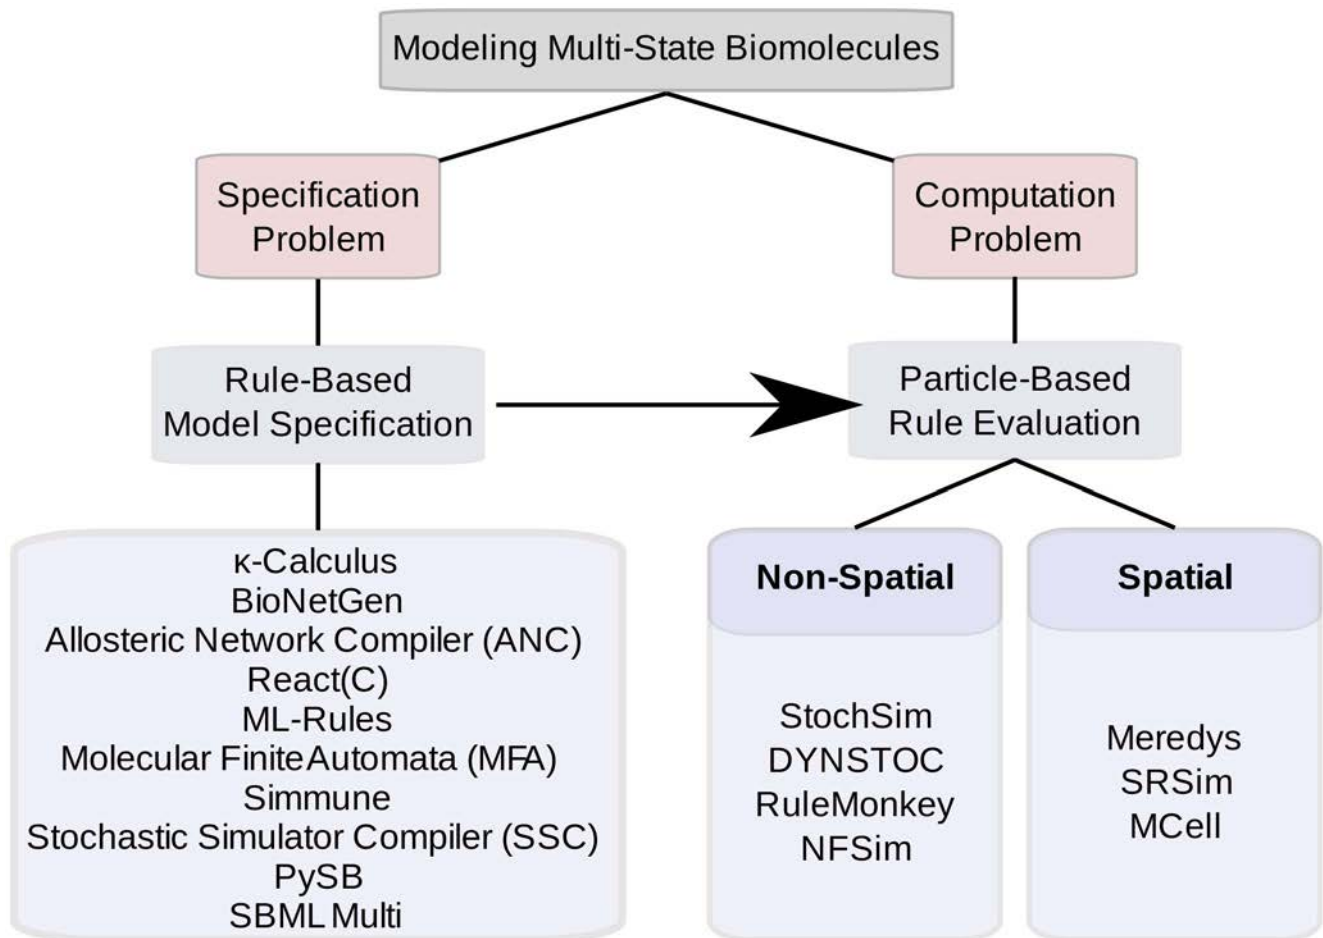 Modeling Multi-State Biomolecules
Specification
Problem
Computation
Problem
Rule-Based
Model Specification
Particle-Based
Rule Evaluation
κ-Calculus
BioNetGen
Allosteric Network Compiler (ANC)
React(C)
ML-Rules
Molecular Finite Automata (MFA)
Simmune
Stochastic Simulator Compiler (SSC)
PySB
SBML Multi
Non-Spatial
StochSim
DYNSTOC
RuleMonkey
NFSim
Spatial
Meredys
SRSim
MCell